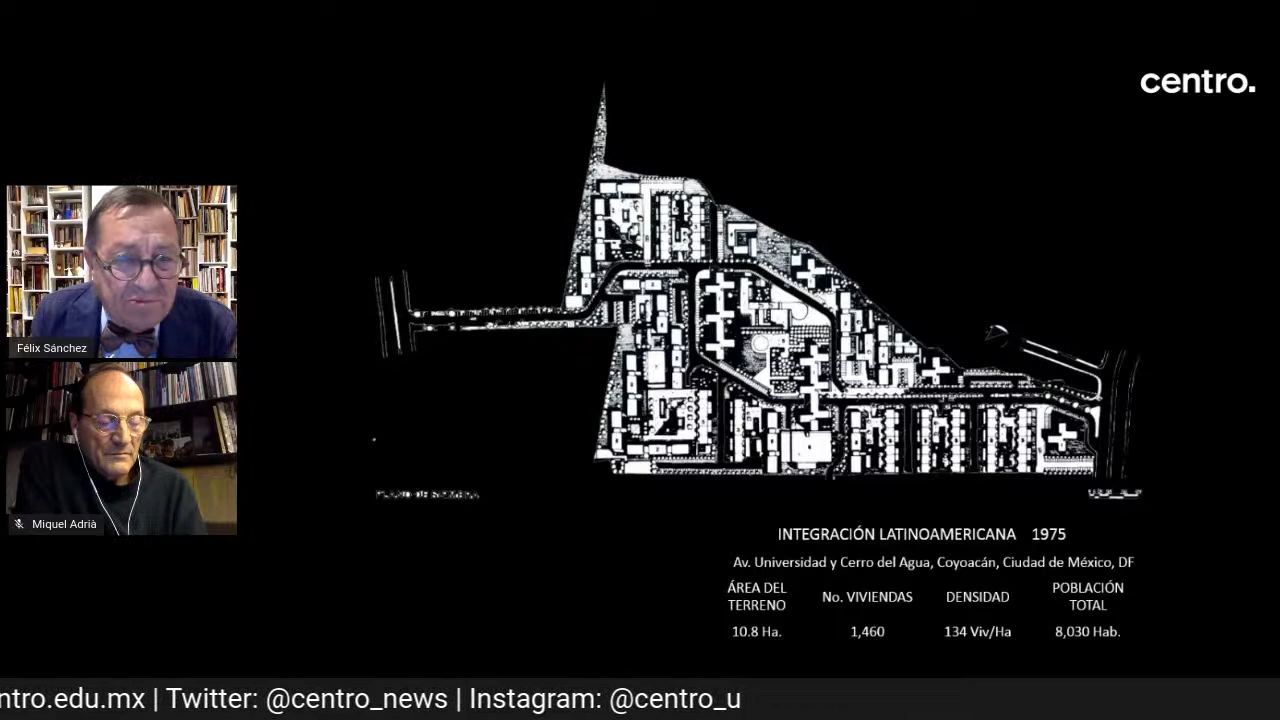 centro.
Félix Sánchez
Miquel Adrià
INTEGRACIÓN LATINOAMERICANA 1975
Av. Universidad y Cerro del Agua, Coyoacán, Ciudad de México, DF
ÁREA DEL TERRENO
No. VIVIENDAS
DENSIDAD
POBLACIÓN TOTAL
10.8 Ha.
1,460
134 Viv/Ha
8,030 Hab.
ntro.edu.mx | Twitter: @centro_news | Instagram: @centro_u